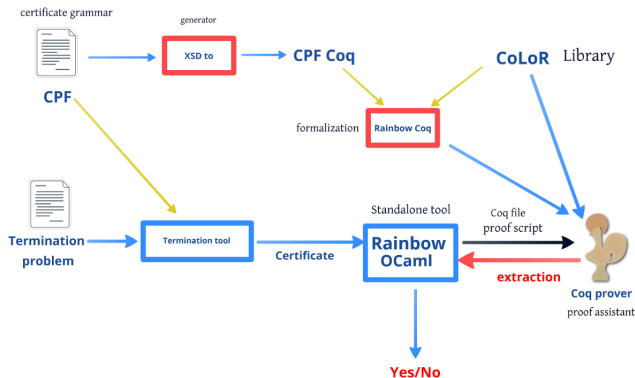 certificate grammar
generator
XSD to
CPF Coq
CoLoR
Library
CPF
formalization
Rainbow Coq
Termination
problem
Termination tool
Certificate
Standalone tool
Rainbow
OCaml
Coq file
proof script
extraction
Coq prover
proof assistant
Yes/No